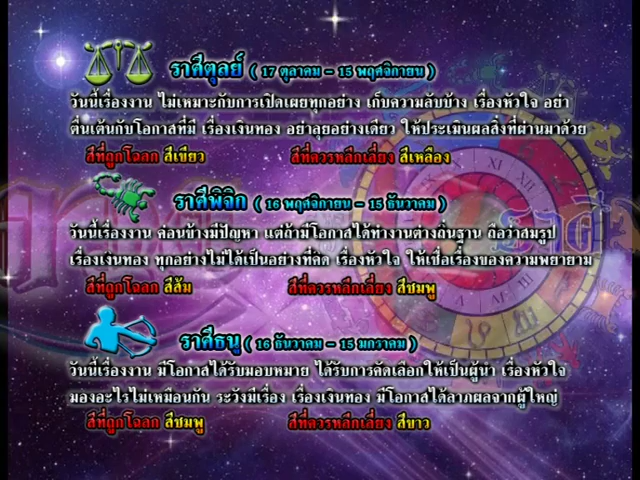 ราศีตุลย์ ( 17 ตุลาคม - 15 พฤศจิกายน )
วันนี้เรื่องงาน ไม่เหมาะกับการเปิดเผยทุกอย่าง เก็บความลับบ้าง เรื่องหัวใจ อย่า
ตื่นเต้นกับโอกาสที่มี เรื่องเงินทอง อย่าลุยอย่างเดียว ให้ประเมินผลสิ่งที่ผ่านมาด้วย
สีที่ถูกโฉลก สีเขียว สีที่ควรหลีกเลี่ยง สีเหลือง
ราศีพิจิก ( 16 พฤศจิกายน - 15 ธันวาคม )
วันนี้เรื่องงาน ค่อนข้างมีปัญหา แต่ถ้ามีโอกาสได้ทำงานต่างถิ่นฐาน ถือว่าสมรูป
เรื่องเงินทอง ทุกอย่างไม่ได้เป็นอย่างที่คิด เรื่องหัวใจ ให้เชื่อเรื่องของความพยายาม
สีที่ถูกโฉลก สีส้ม สีที่ควรหลีกเลี่ยง สีชมพู
ราศีธนู ( 16 ธันวาคม - 15 มกราคม )
วันนี้เรื่องงาน มีโอกาสได้รับมอบหมาย ได้รับการคัดเลือกให้เป็นผู้นำ เรื่องหัวใจ
มองอะไรไม่เหมือนกัน ระวังมีเรื่อง เรื่องเงินทอง มีโอกาสได้ลาภผลจากผู้ใหญ่
สีที่ถูกโฉลก สีชมพู สีที่ควรหลีกเลี่ยง สีขาว